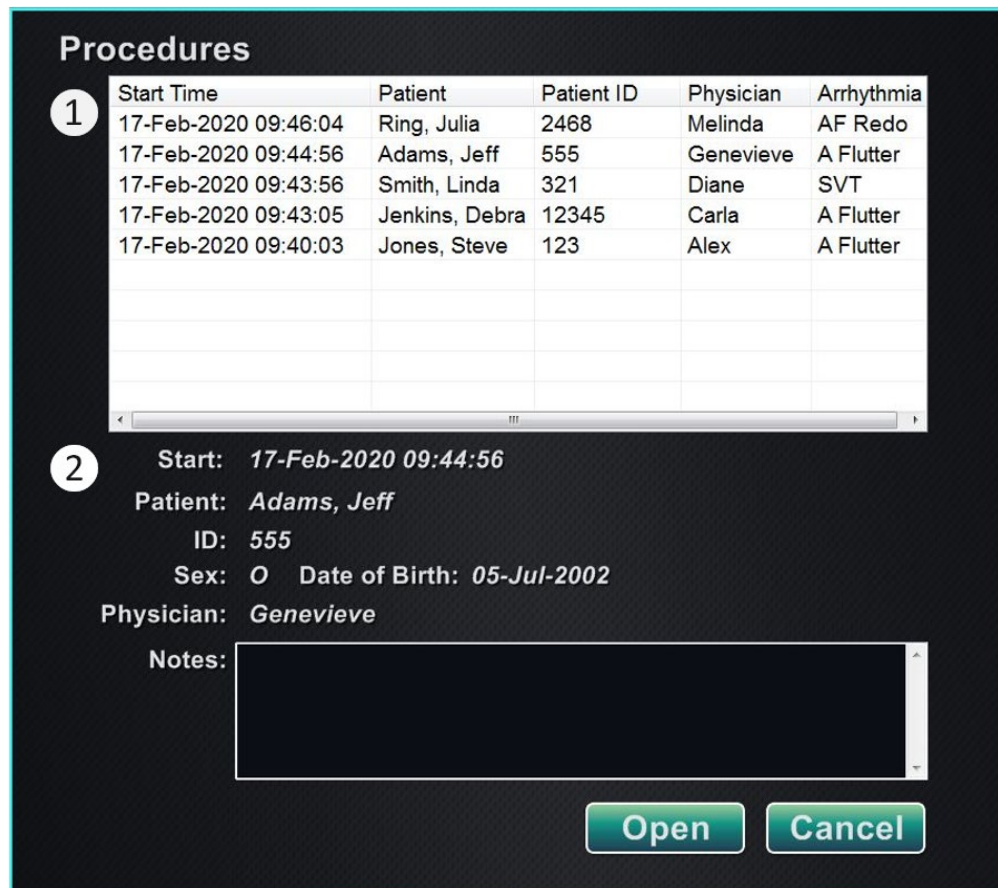 Procedures
1
Start Time Patient Patient ID Physician Arrhythmia
17-Feb-2020 09:46:04 Ring, Julia 2468 Melinda AF Redo
17-Feb-2020 09:44:56 Adams, Jeff 555 Genevieve A Flutter
17-Feb-2020 09:43:56 Smith, Linda 321 Diane SVT
17-Feb-2020 09:43:05 Jenkins, Debra 12345 Carla A Flutter
17-Feb-2020 09:40:03 Jones, Steve 123 Alex A Flutter
2
Start: 17-Feb-2020 09:44:56
Patient: Adams, Jeff
ID: 555
Sex: O Date of Birth: 05-Jul-2002
Physician: Genevieve
Notes:
Open Cancel